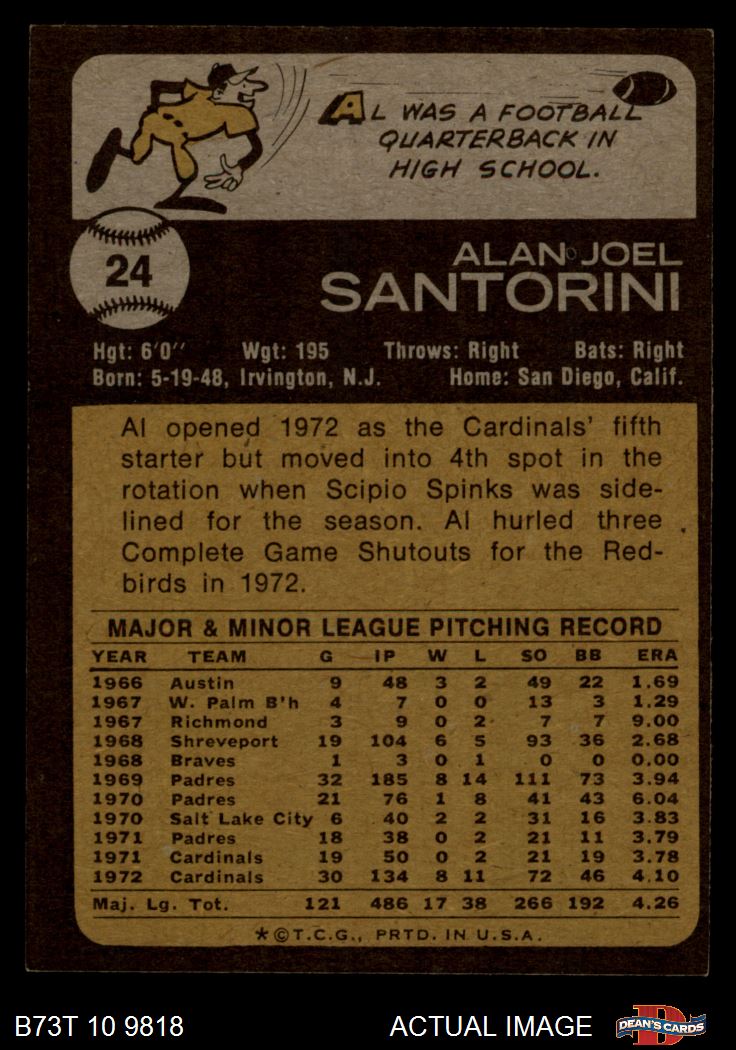 AL WAS A FOOTBALL
QUARTERBACK IN
HIGH SCHOOL.
24
ALAN JOEL
SANTORINI
Hgt: 6'0" Wgt: 195 Throws: Right Bats: Right
Born: 5-19-48, Irvington, N.J. Home: San Diego, Calif.
Al opened 1972 as the Cardinals' fifth
starter but moved into 4th spot in the
rotation when Scipio Spinks was side-
lined for the season. Al hurled three
Complete Game Shutouts for the Red-
birds in 1972.
MAJOR & MINOR LEAGUE PITCHING RECORD
YEAR TEAM G IP W L SO BB ERA
1966 Austin 9 48 3 2 49 22 1.69
1967 W. Palm B'h 4 7 0 0 13 3 1.29
1967 Richmond 3 9 0 2 7 7 9.00
1968 Shreveport 19 104 6 5 93 36 2.68
1968 Braves 1 3 0 1 0 0 0.00
1969 Padres 32 185 8 14 111 73 3.94
1970 Padres 21 76 1 8 41 43 6.04
1970 Salt Lake City 6 40 2 2 31 16 3.83
1971 Padres 18 38 0 2 21 11 3.79
1971 Cardinals 19 50 0 2 21 19 3.78
1972 Cardinals 30 134 8 11 72 46 4.10
Maj. Lg. Tot. 121 486 17 38 266 192 4.26
*©T.C.G., PRTD. IN U.S.A.
B73T 10 9818 ACTUAL IMAGE D DEAN'S CARDS